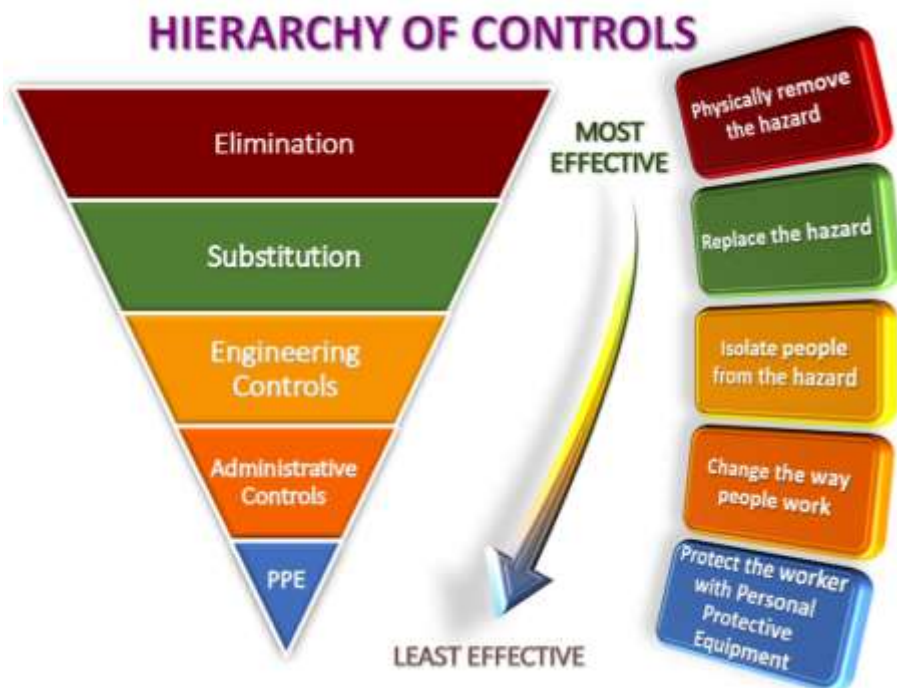 HIERARCHY OF CONTROLS
Elimination
Substitution
Engineering
Controls
Administrative
Controls
PPE
MOST
EFFECTIVE
LEAST EFFECTIVE
Physically remove
the hazard
Replace the hazard
Isolate people
from the hazard
Change the way
people work
Protect the worker
with Personal
Protective
Equipment